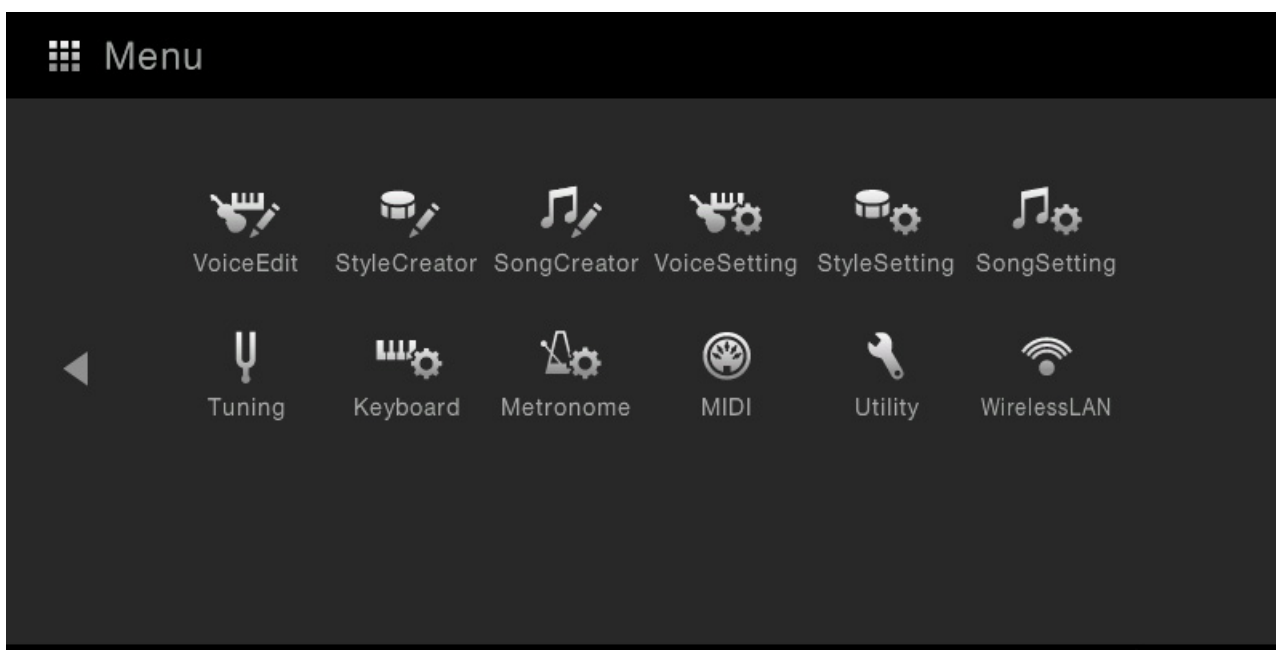 Menu
VoiceEdit StyleCreator SongCreator VoiceSetting StyleSetting SongSetting
Tuning Keyboard Metronome MIDI Utility WirelessLAN